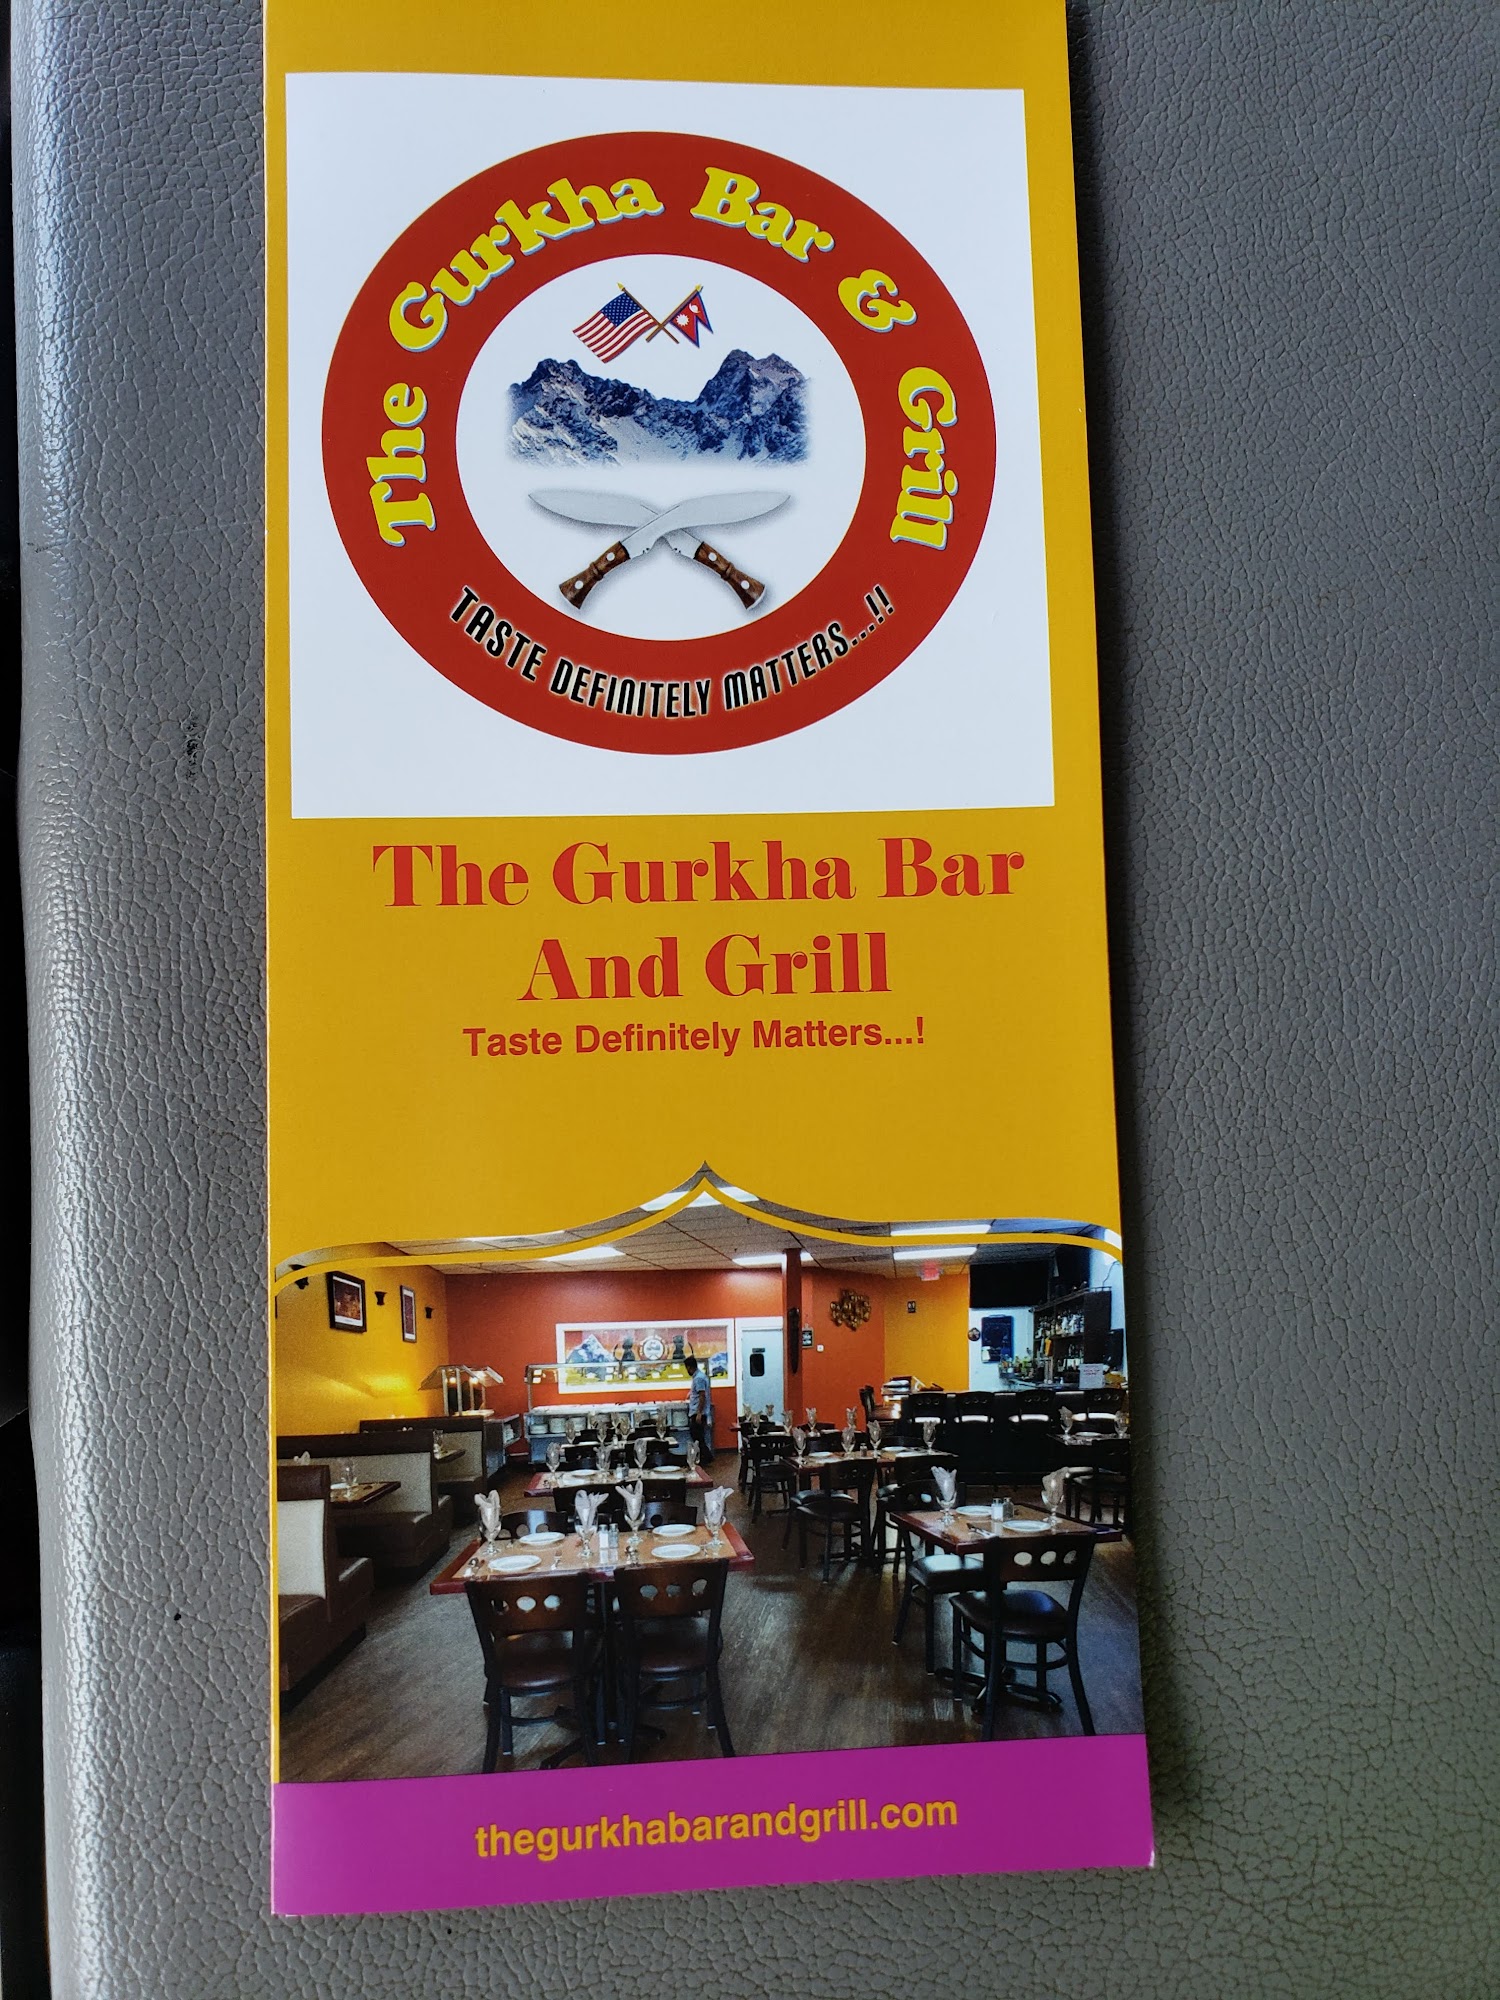 The Gurkha Bar & Grill
TASTE DEFINITELY MATTERS...!!
The Gurkha Bar
And Grill
Taste Definitely Matters...!
thegurkhabarandgrill.com